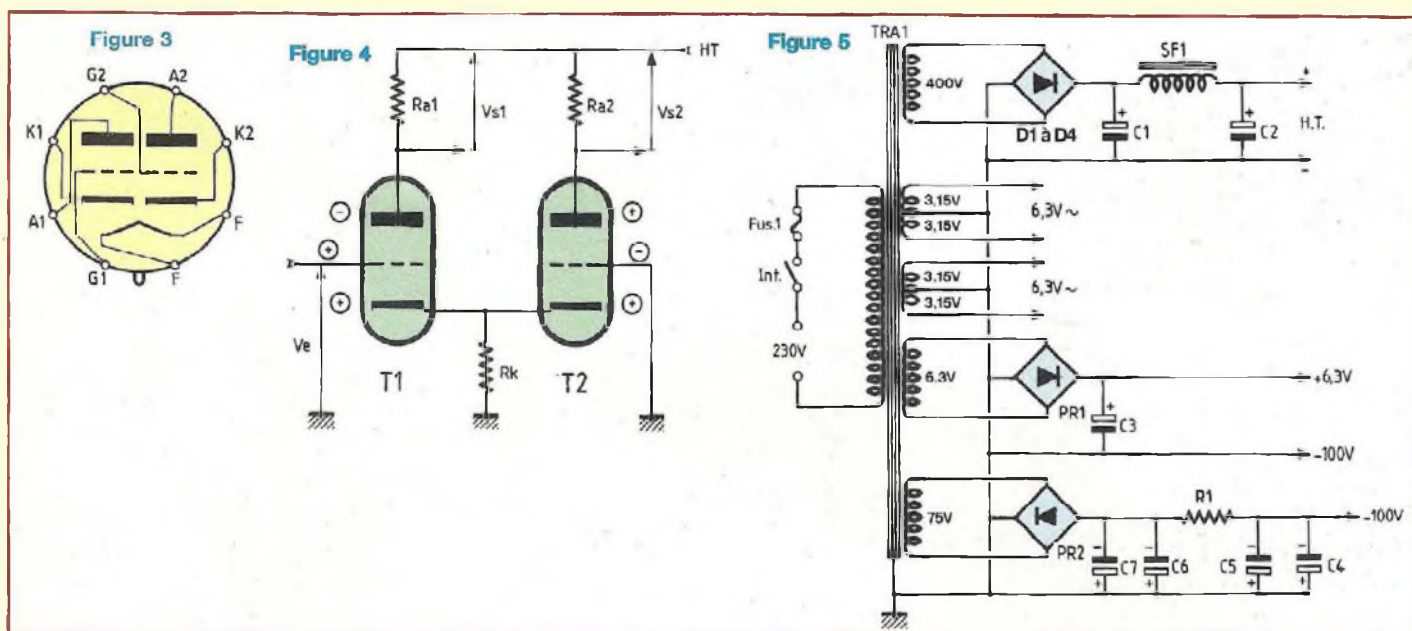 Figure 3
G2
A2
K1
K2
A1
F
G1
F
Figure 4
HT
Ra1
Vs1
Ra2
Vs2
Ve
T1
Rk
T2
Figure 5
TRA1
SF1
400V
D1 à D4
C1
C2
+
H.T.
-
Fus.1
Int.
230V
3,15V
3,15V
6,3V~
3,15V
3,15V
6,3V~
6.3V
PR1
C3
+6,3V
-100V
75V
PR2
R1
-100V
C7
C6
C5
C4